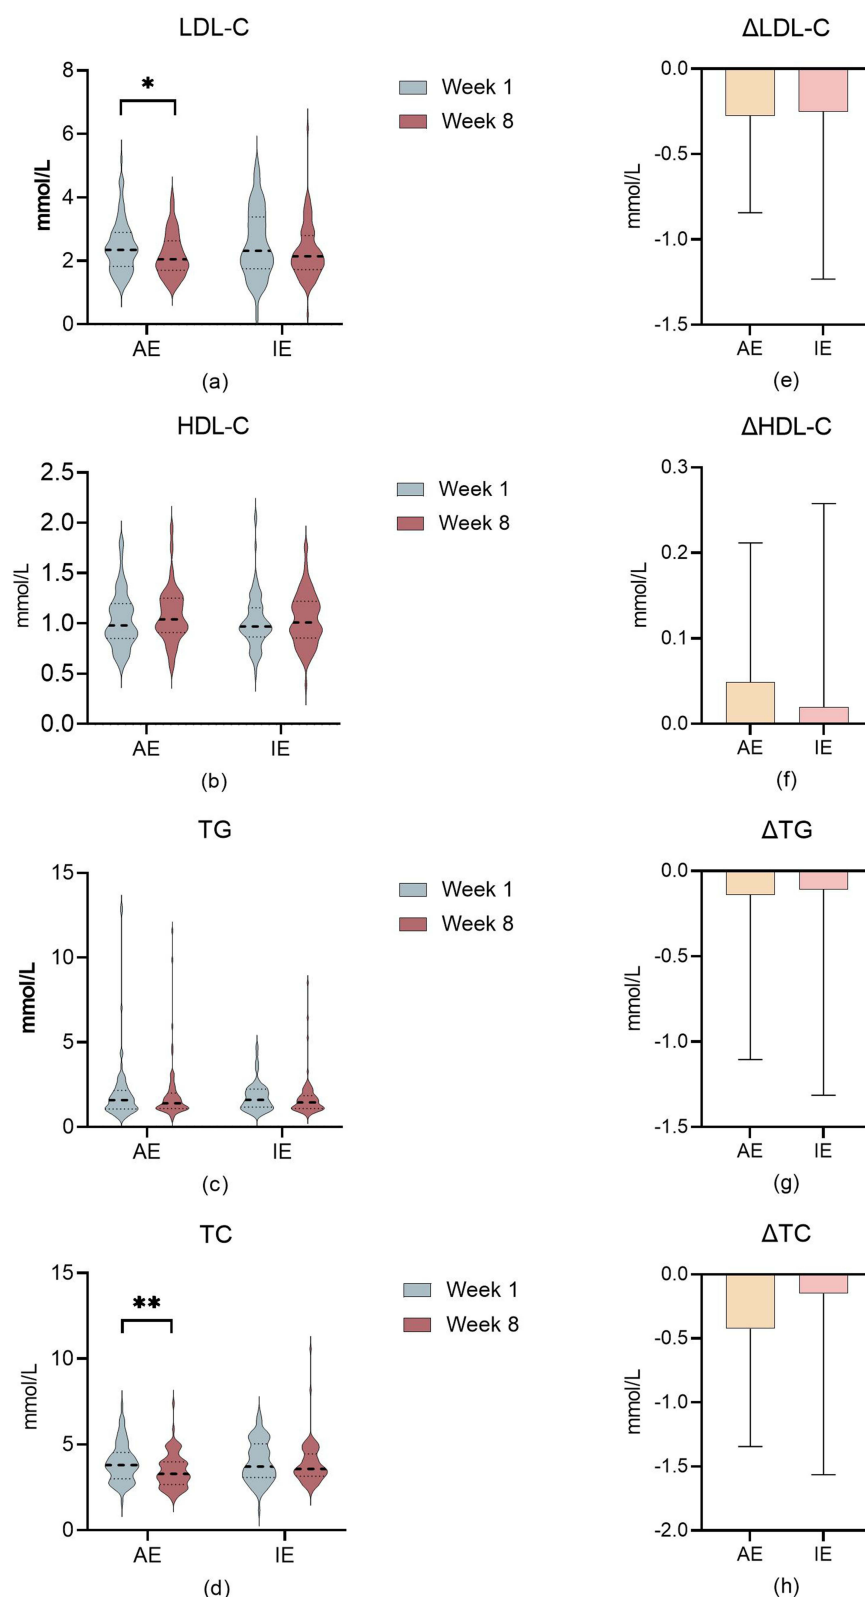 LDL-C
8
6
4
2
0
mmol/L
*
Week 1
Week 8
AE IE
(a)
ΔLDL-C
0.0
-0.5
-1.0
-1.5
mmol/L
AE IE
(e)
HDL-C
2.5
2.0
1.5
1.0
0.5
0.0
mmol/L
Week 1
Week 8
AE IE
(b)
ΔHDL-C
0.3
0.2
0.1
0.0
mmol/L
AE IE
(f)
TG
15
10
5
0
mmol/L
Week 1
Week 8
AE IE
(c)
ΔTG
0.0
-0.5
-1.0
-1.5
mmol/L
AE IE
(g)
TC
15
10
5
0
mmol/L
**
Week 1
Week 8
AE IE
(d)
ΔTC
0.0
-0.5
-1.0
-1.5
-2.0
mmol/L
AE IE
(h)